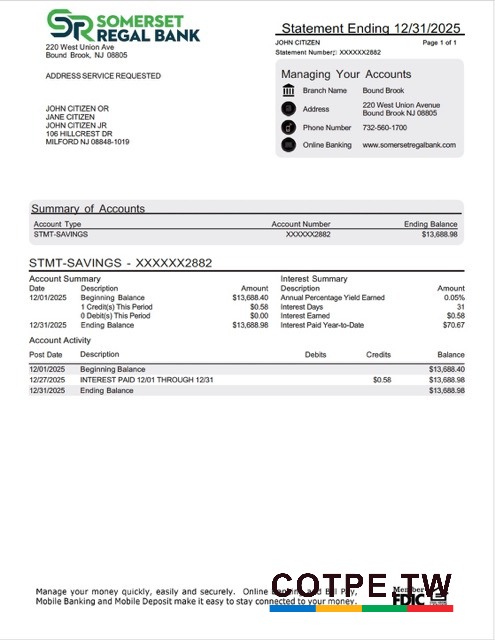 SR SOMERSET
REGAL BANK
220 West Union Ave
Bound Brook, NJ 08805
ADDRESS SERVICE REQUESTED
JOHN CITIZEN OR
JANE CITIZEN
JOHN CITIZEN JR
106 HILLCREST DR
MILFORD NJ 08848-1019
Statement Ending 12/31/2025
JOHN CITIZEN Page 1 of 1
Statement Number: XXXXXX2882
Managing Your Accounts
Branch Name Bound Brook
Address 220 West Union Avenue
Bound Brook NJ 08805
Phone Number 732-560-1700
Online Banking www.somersetregalbank.com
Summary of Accounts
Account Type Account Number Ending Balance
STMT-SAVINGS XXXXXX2882 $13,688.98
STMT-SAVINGS - XXXXXX2882
Account Summary
Date Description Amount
12/01/2025 Beginning Balance $13,688.40
1 Credit(s) This Period $0.58
0 Debit(s) This Period $0.00
12/31/2025 Ending Balance $13,688.98
Interest Summary
Description Amount
Annual Percentage Yield Earned 0.05%
Interest Days 31
Interest Earned $0.58
Interest Paid Year-to-Date $70.67
Account Activity
Post Date Description Debits Credits Balance
12/01/2025 Beginning Balance $13,688.40
12/27/2025 INTEREST PAID 12/01 THROUGH 12/31 $0.58 $13,688.98
12/31/2025 Ending Balance $13,688.98
Manage your money quickly, easily and securely. Online Banking and Bill Pay,
Mobile Banking and Mobile Deposit make it easy to stay connected to your money.
COTPE.TW
Member
FDIC